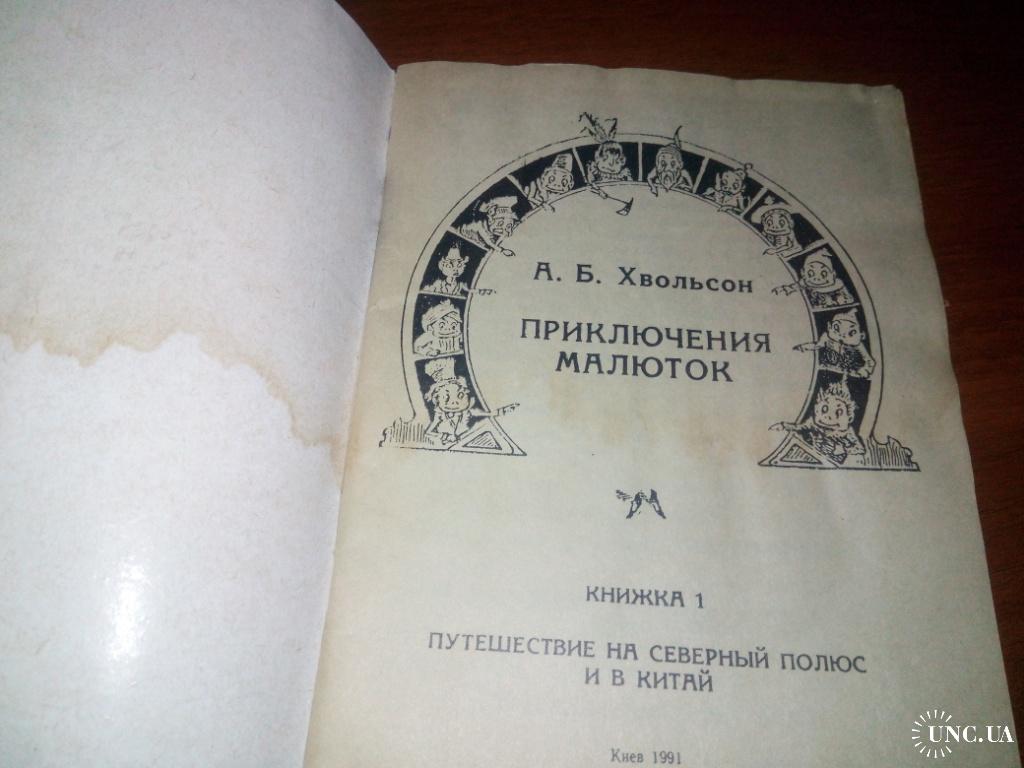 А. Б. Хвольсон
ПРИКЛЮЧЕНИЯ
МАЛЮТОК
КНИЖКА 1
ПУТЕШЕСТВИЕ НА СЕВЕРНЫЙ ПОЛЮС
И В КИТАЙ
Киев 1991
UNC.UA